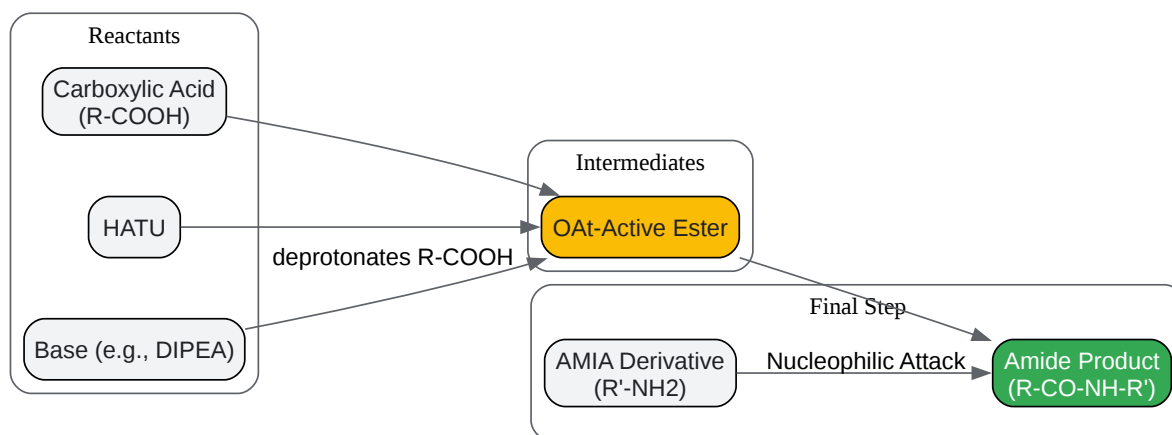 Reactants
Carboxylic Acid
(R-COOH)
HATU
deprotonates R-COOH
Base (e.g., DIPEA)
Intermediates
OAt-Active Ester
Final Step
AMIA Derivative
(R'-NH2)
Nucleophilic Attack
Amide Product
(R-CO-NH-R')